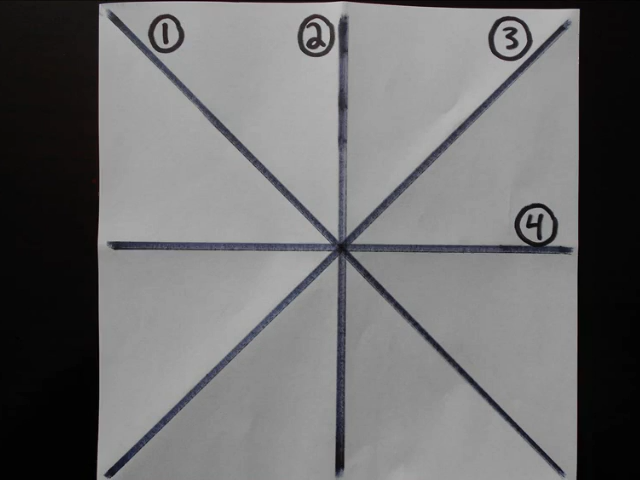 ① ② ③
④